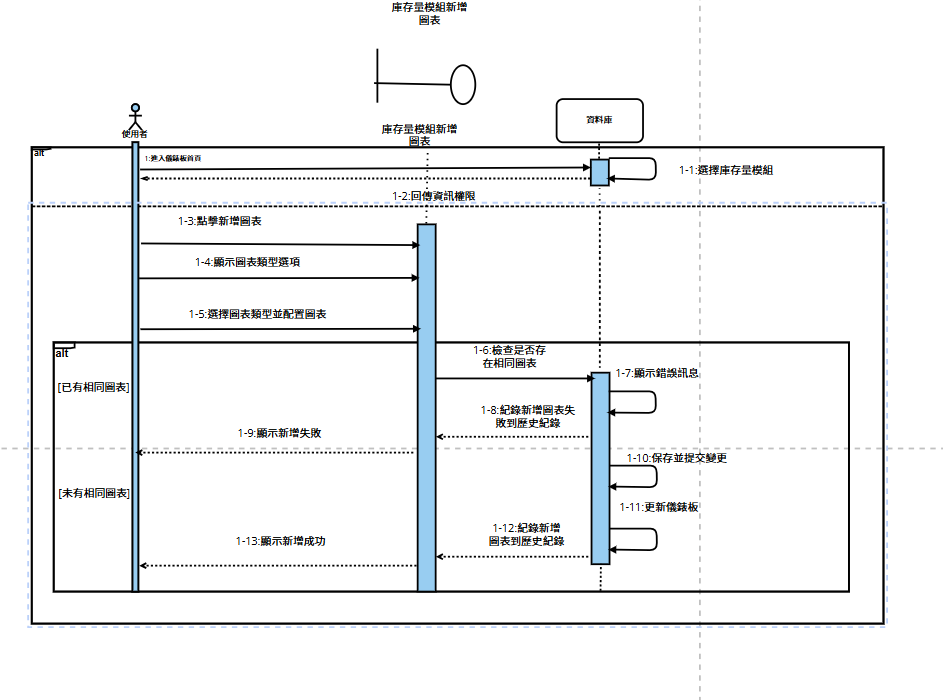 庫存量模組新增
圖表
使用者
庫存量模組新增
圖表
資料庫
alt
1:進入儀錶板首頁
1-1:選擇庫存量模組
1-2:回傳資訊權限
1-3:點擊新增圖表
1-4:顯示圖表類型選項
1-5:選擇圖表類型並配置圖表
alt
1-6:檢查是否存
在相同圖表
[已有相同圖表]
1-7:顯示錯誤訊息
1-8:紀錄新增圖表失
敗到歷史紀錄
1-9:顯示新增失敗
1-10:保存並提交變更
[未有相同圖表]
1-11:更新儀錶板
1-12:紀錄新增
圖表到歷史紀錄
1-13:顯示新增成功